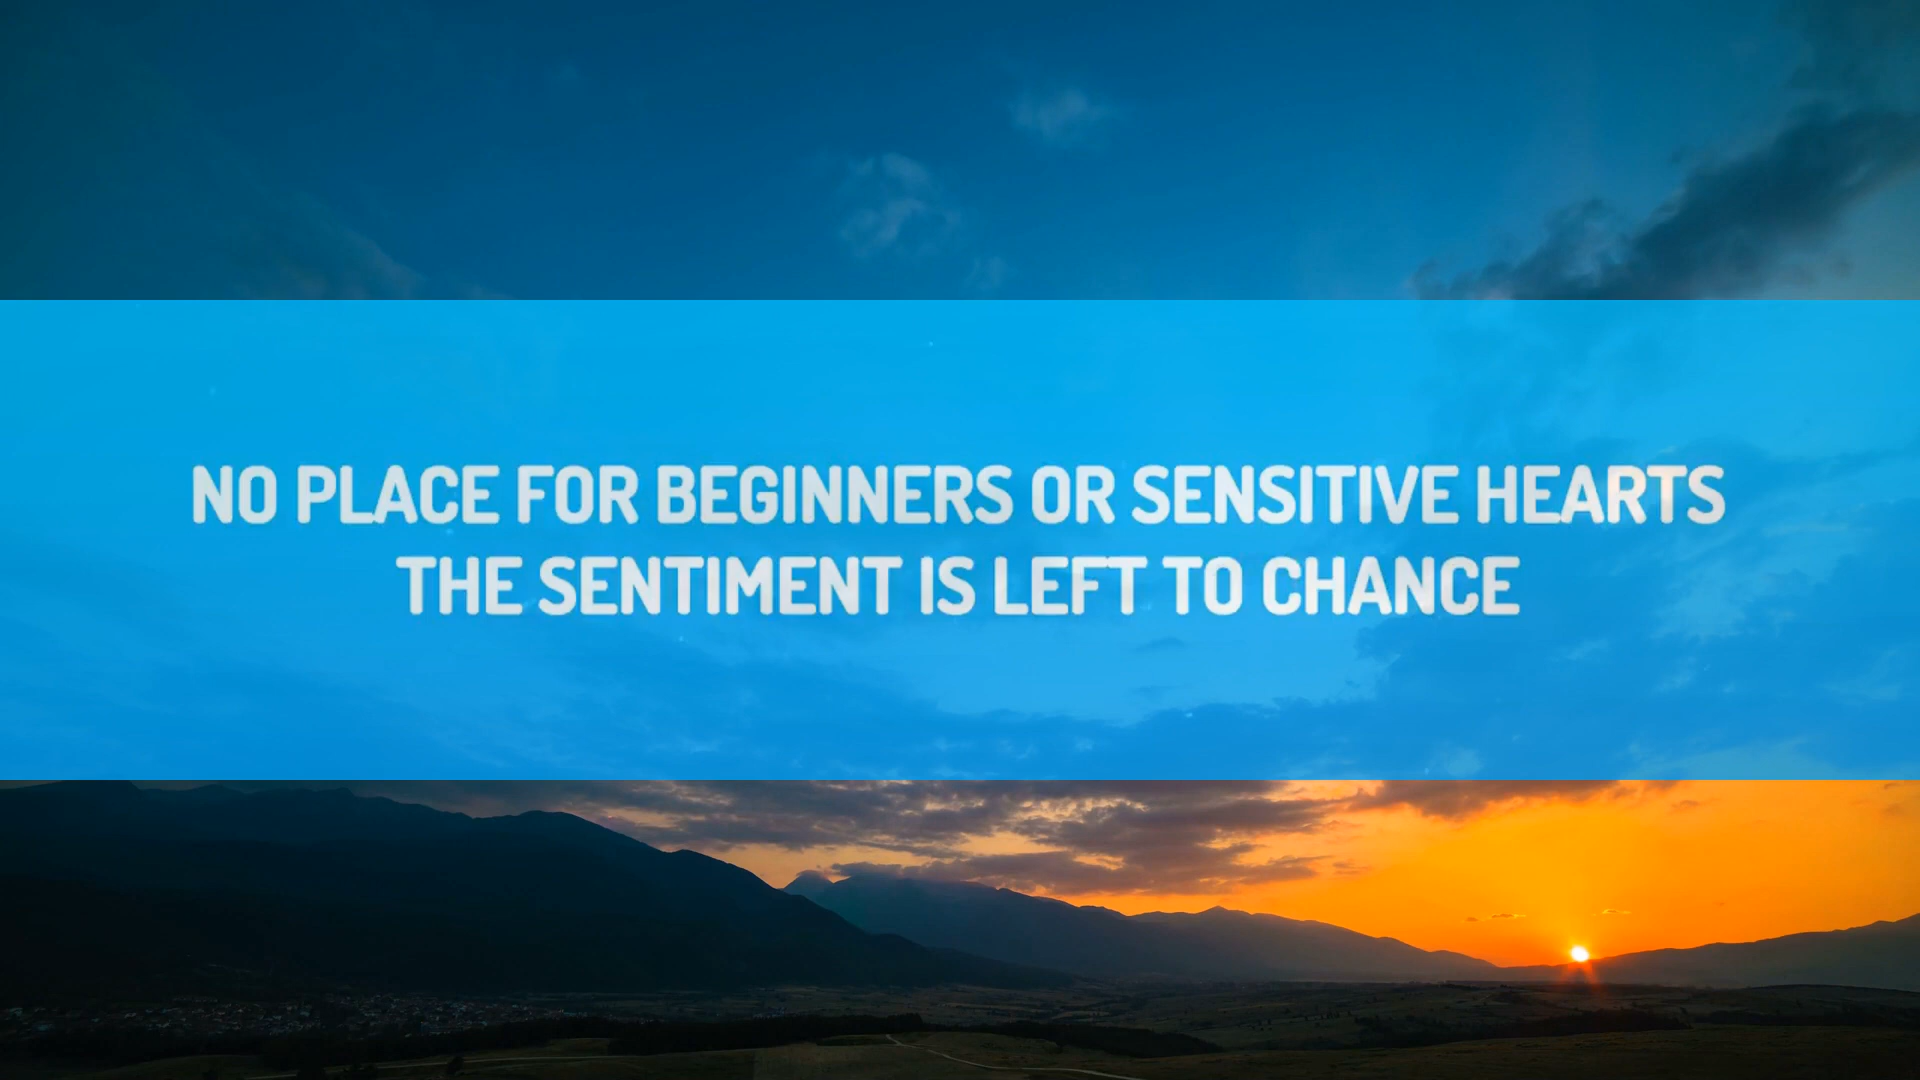 NO PLACE FOR BEGINNERS OR SENSITIVE HEARTS
THE SENTIMENT IS LEFT TO CHANCE